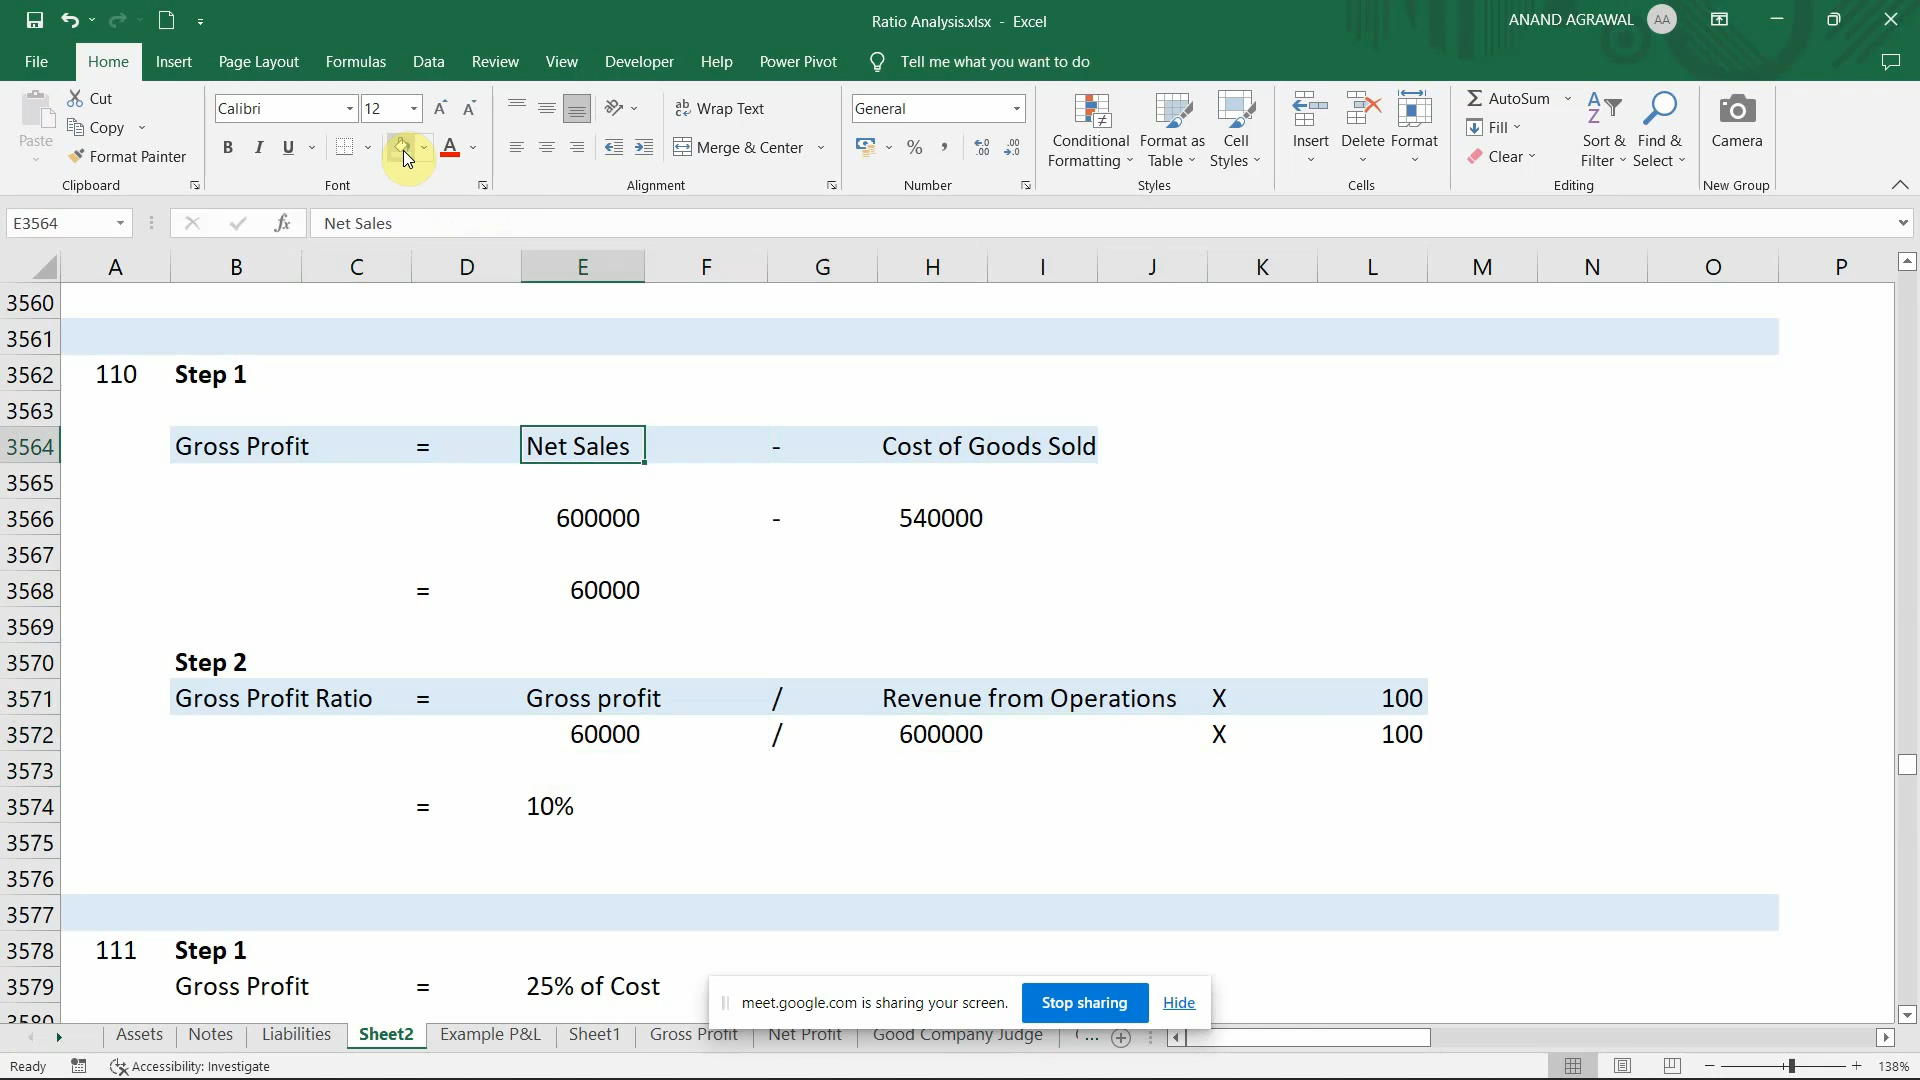 Ratio Analysis.xlsx - Excel
ANAND AGRAWAL AA
File Home Insert Page Layout Formulas Data Review View Developer Help Power Pivot Tell me what you want to do
Paste
Cut
Copy
Format Painter
Clipboard
Calibri 12
B I U A
Font
Wrap Text
Merge & Center
Alignment
General
%
Number
Conditional Formatting
Format as Table
Cell Styles
Styles
Insert Delete Format
Cells
AutoSum
Fill
Clear
Sort & Filter
Find & Select
Editing
Camera
New Group
E3564 fx Net Sales
A B C D E F G H I J K L M N O P
3560
3561
3562 110 Step 1
3563
3564 Gross Profit = Net Sales - Cost of Goods Sold
3565
3566 600000 - 540000
3567
3568 = 60000
3569
3570 Step 2
3571 Gross Profit Ratio = Gross profit / Revenue from Operations X 100
3572 60000 / 600000 X 100
3573
3574 = 10%
3575
3576
3577
3578 111 Step 1
3579 Gross Profit = 25% of Cost
3580
meet.google.com is sharing your screen. Stop sharing Hide
Assets Notes Liabilities Sheet2 Example P&L Sheet1 Gross Profit Net Profit Good Company Judge ...
Ready Accessibility: Investigate 138%